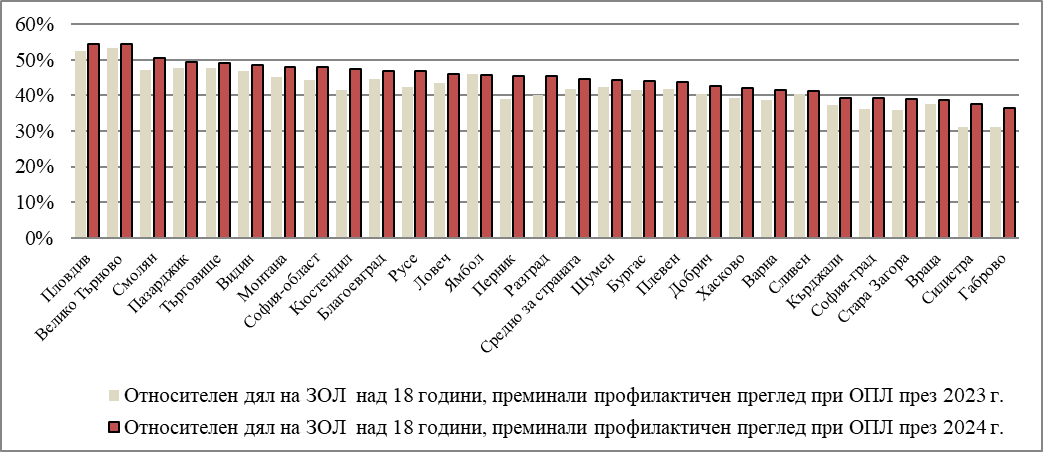 60%
50%
40%
30%
20%
10%
0%
Пловдив
Велико Търново
Смолян
Пазарджик
Търговище
Видин
Монтана
София-област
Кюстендил
Благоевград
Русе
Ловеч
Ямбол
Перник
Разград
Средно за страната
Шумен
Бургас
Плевен
Добрич
Хасково
Варна
Сливен
Кърджали
София-град
Стара Загора
Враца
Силистра
Габрово
Относителен дял на ЗОЛ над 18 години, преминали профилактичен преглед при ОПЛ през 2023 г.
Относителен дял на ЗОЛ над 18 години, преминали профилактичен преглед при ОПЛ през 2024 г.